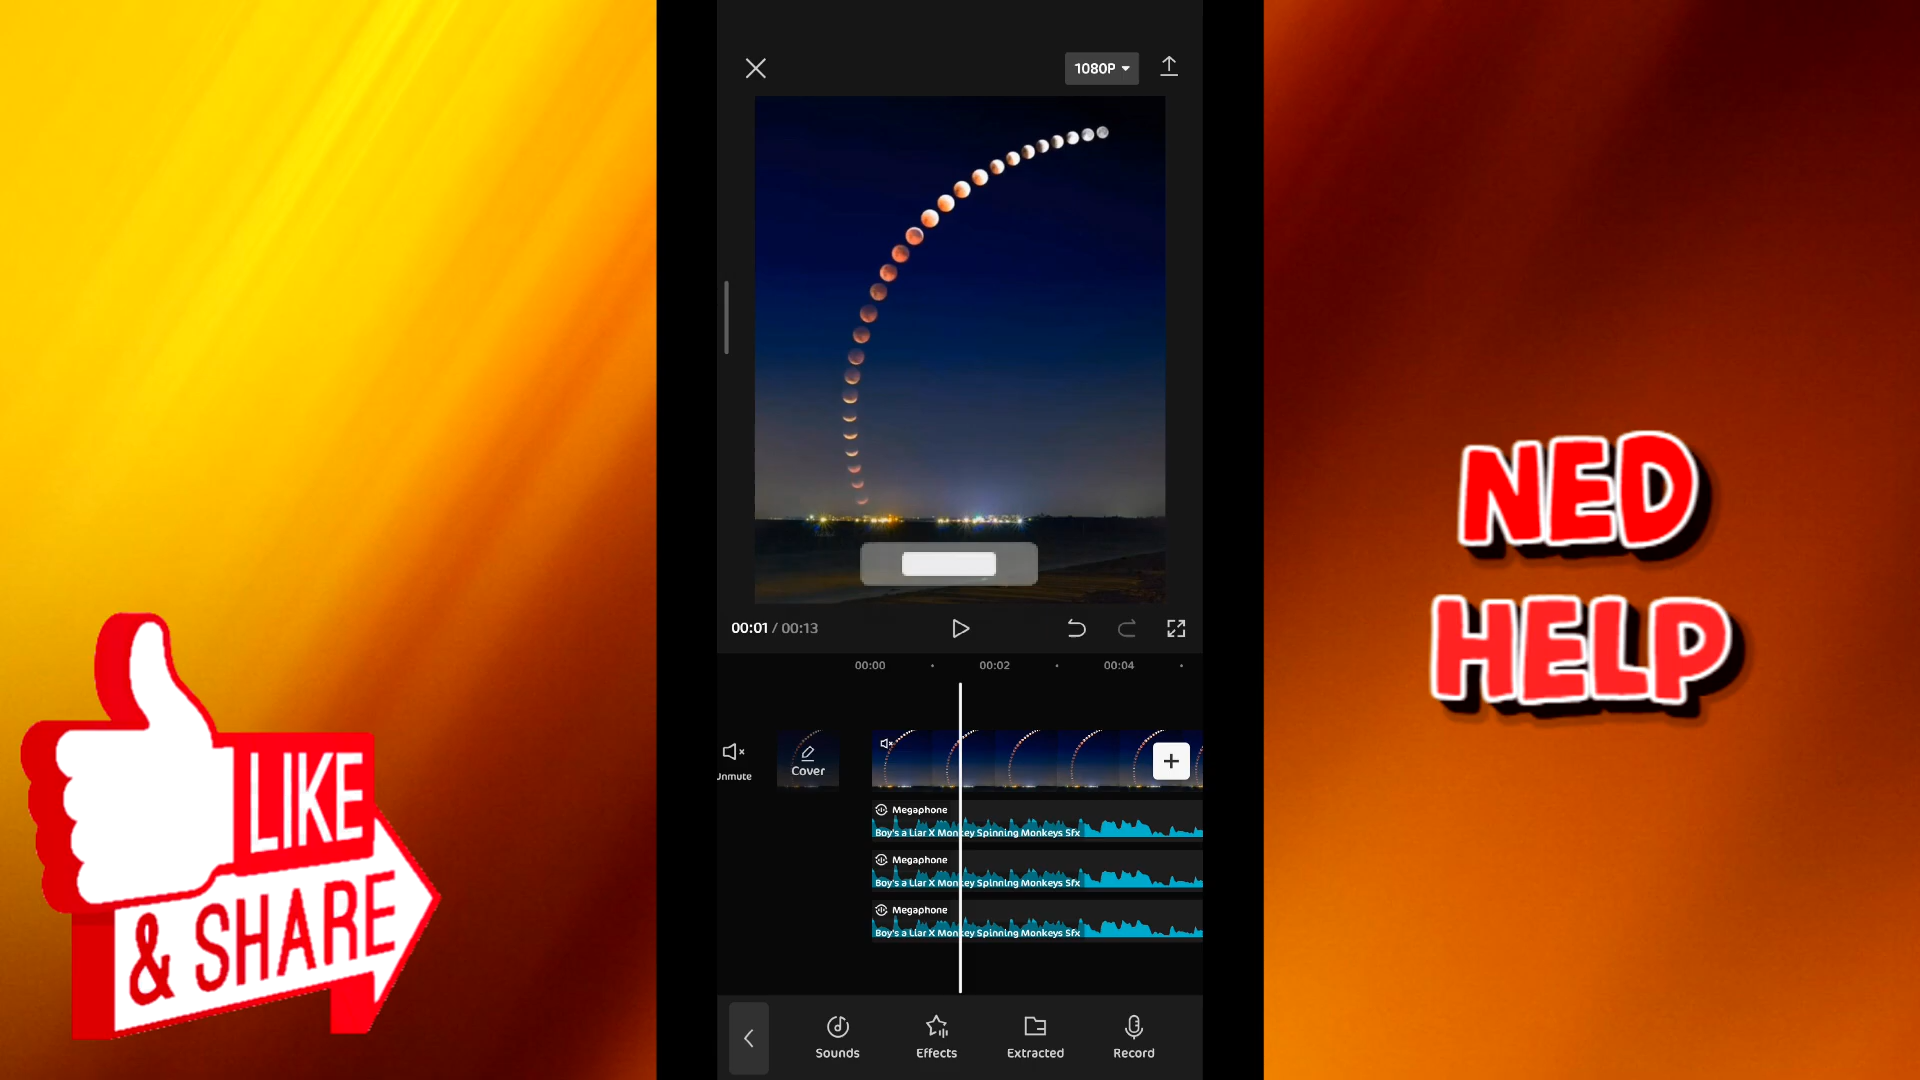 1080P
00:01 / 00:13
00:00
00:02
00:04
Unmute
Cover
Megaphone
Boy's a Liar X Monkey Spinning Monkeys Sfx
Megaphone
Boy's a Liar X Monkey Spinning Monkeys Sfx
Megaphone
Boy's a Liar X Monkey Spinning Monkeys Sfx
Sounds
Effects
Extracted
Record
LIKE
& SHARE
NED
HELP